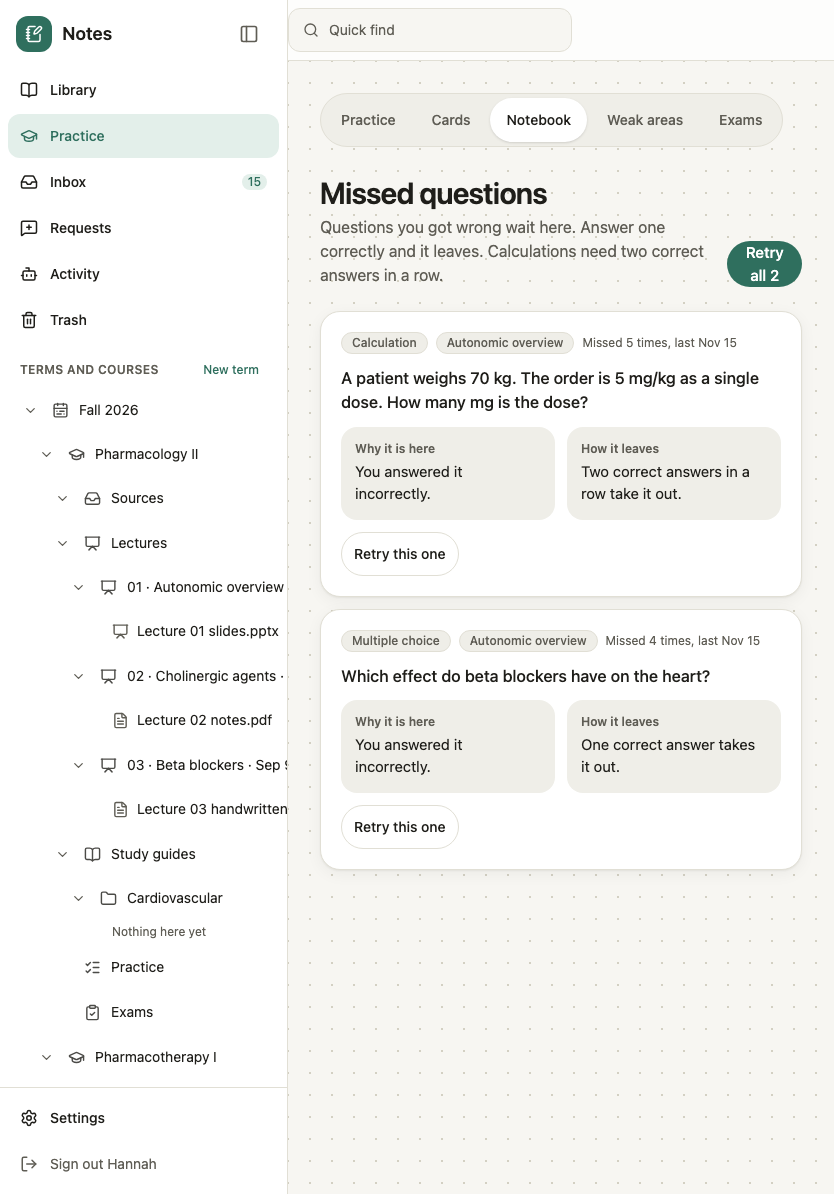 Notes
Quick find
Library
Practice
Inbox
15
Requests
Activity
Trash
TERMS AND COURSES
New term
Fall 2026
Pharmacology II
Sources
Lectures
01 · Autonomic overview
Lecture 01 slides.pptx
02 · Cholinergic agents ·
Lecture 02 notes.pdf
03 · Beta blockers · Sep 9
Lecture 03 handwritten
Study guides
Cardiovascular
Nothing here yet
Practice
Exams
Pharmacotherapy I
Settings
Sign out Hannah
Practice
Cards
Notebook
Weak areas
Exams
Missed questions
Questions you got wrong wait here. Answer one
correctly and it leaves. Calculations need two correct
answers in a row.
Retry
all 2
Calculation
Autonomic overview
Missed 5 times, last Nov 15
A patient weighs 70 kg. The order is 5 mg/kg as a single
dose. How many mg is the dose?
Why it is here
You answered it
incorrectly.
How it leaves
Two correct answers in a
row take it out.
Retry this one
Multiple choice
Autonomic overview
Missed 4 times, last Nov 15
Which effect do beta blockers have on the heart?
Why it is here
You answered it
incorrectly.
How it leaves
One correct answer takes
it out.
Retry this one